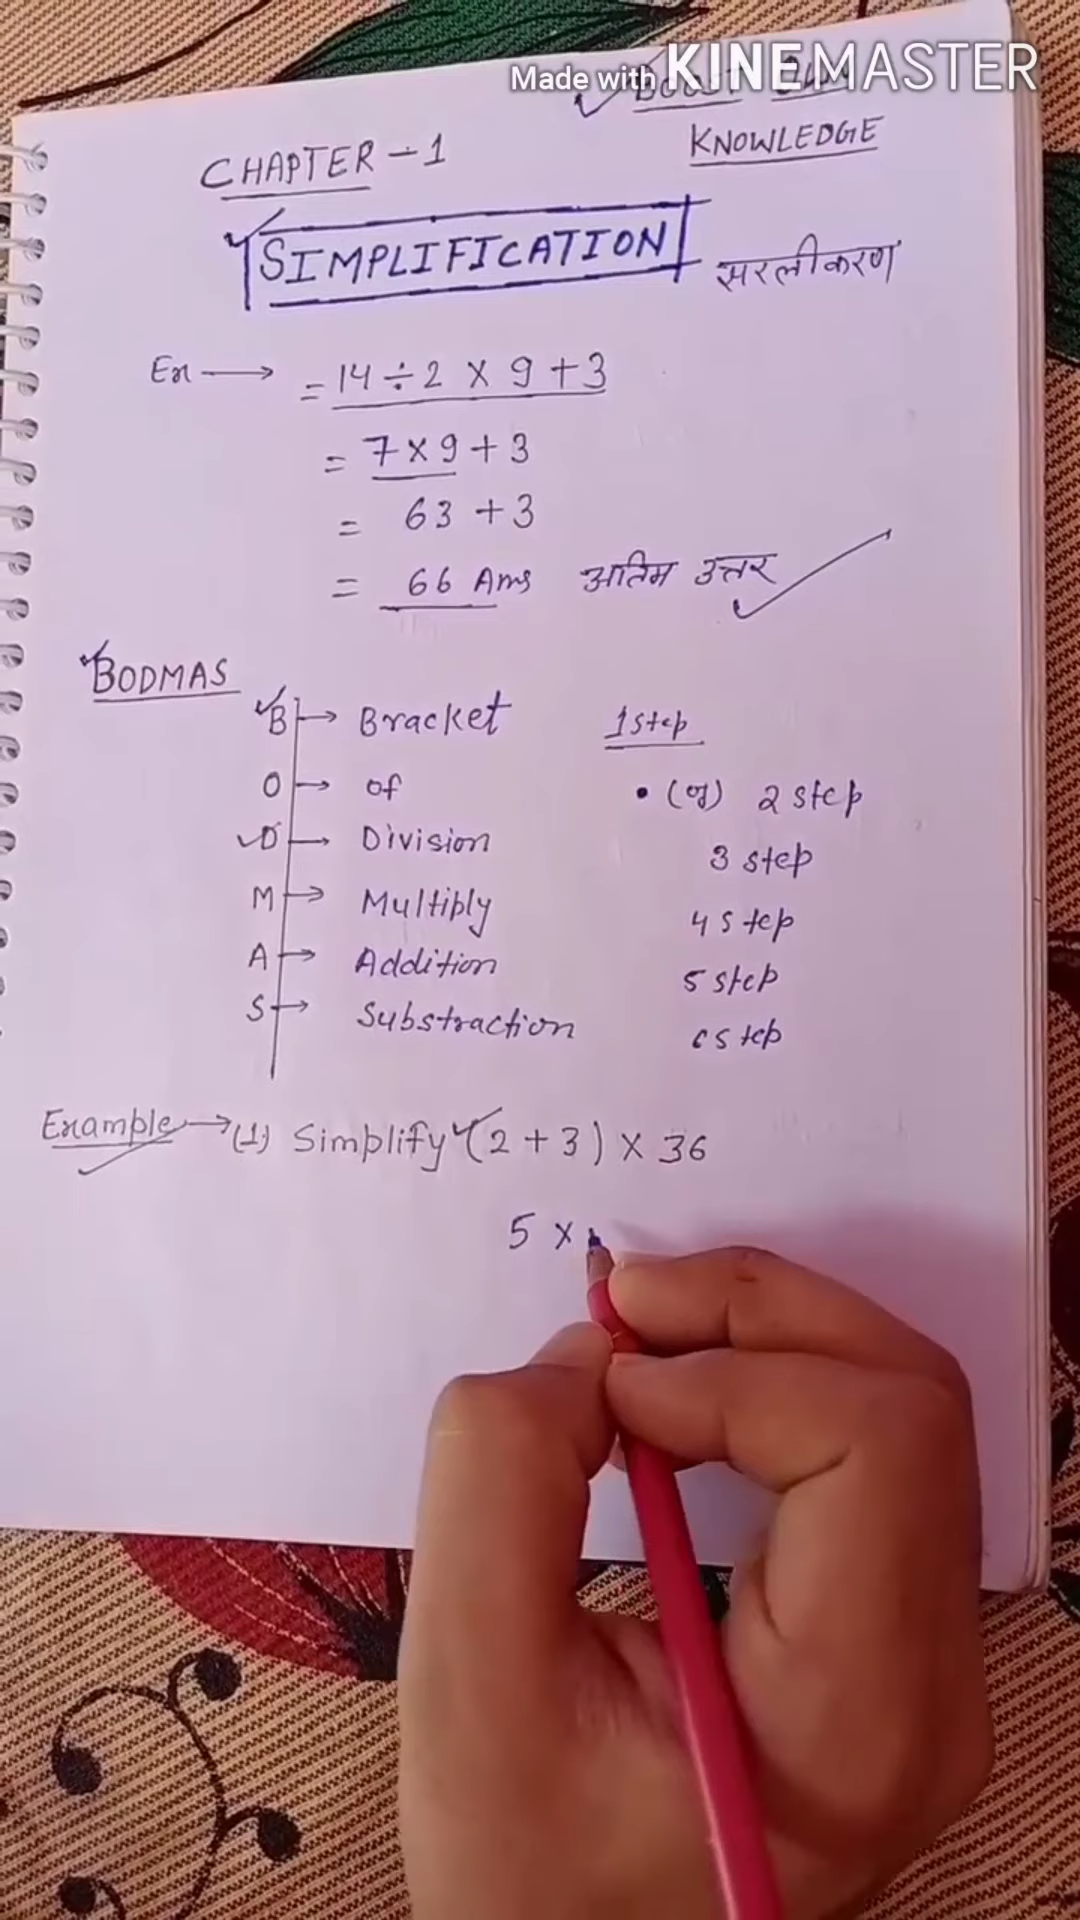 Made with KINEMASTER
KNOWLEDGE
CHAPTER - 1
SIMPLIFICATION सरलीकरण
Ex → = 14 ÷ 2 × 9 + 3
= 7 × 9 + 3
= 63 + 3
= 66 Ans अतिम उत्तर
BODMAS
B → Bracket 1 step
O → of • (of) 2 step
D → Division 3 step
M → Multiply 4 step
A → Addition 5 step
S → Substraction 6 step
Example → (1) Simplify (2 + 3) × 36
5 ×